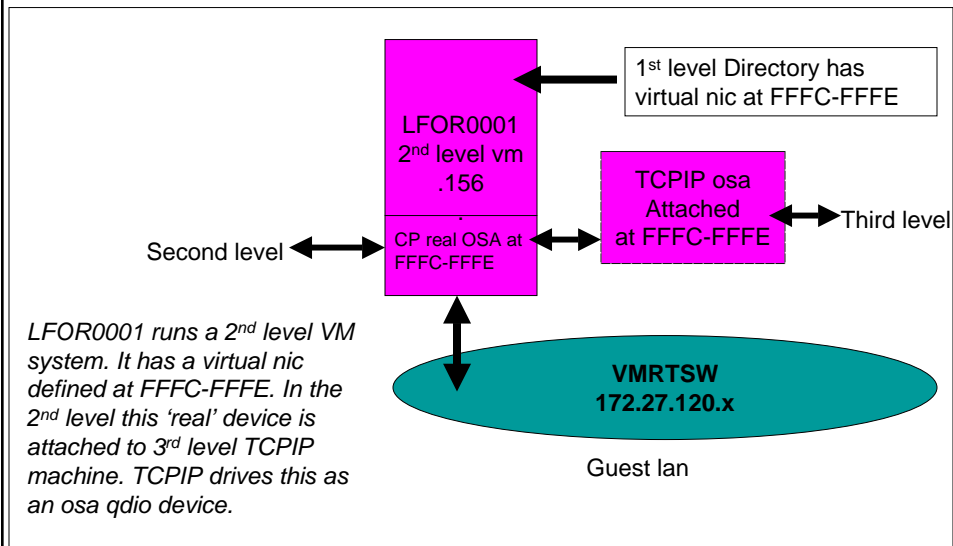 1st level Directory has
virtual nic at FFFC-FFFE
LFOR0001
2nd level vm
.156
TCPIP osa
Attached
at FFFC-FFFE
Third level
Second level
CP real OSA at
FFFC-FFFE
LFOR0001 runs a 2nd level VM
system. It has a virtual nic
defined at FFFC-FFFE. In the
2nd level this ‘real’ device is
attached to 3rd level TCPIP
machine. TCPIP drives this as
an osa qdio device.
VMRTSW
172.27.120.x
Guest lan